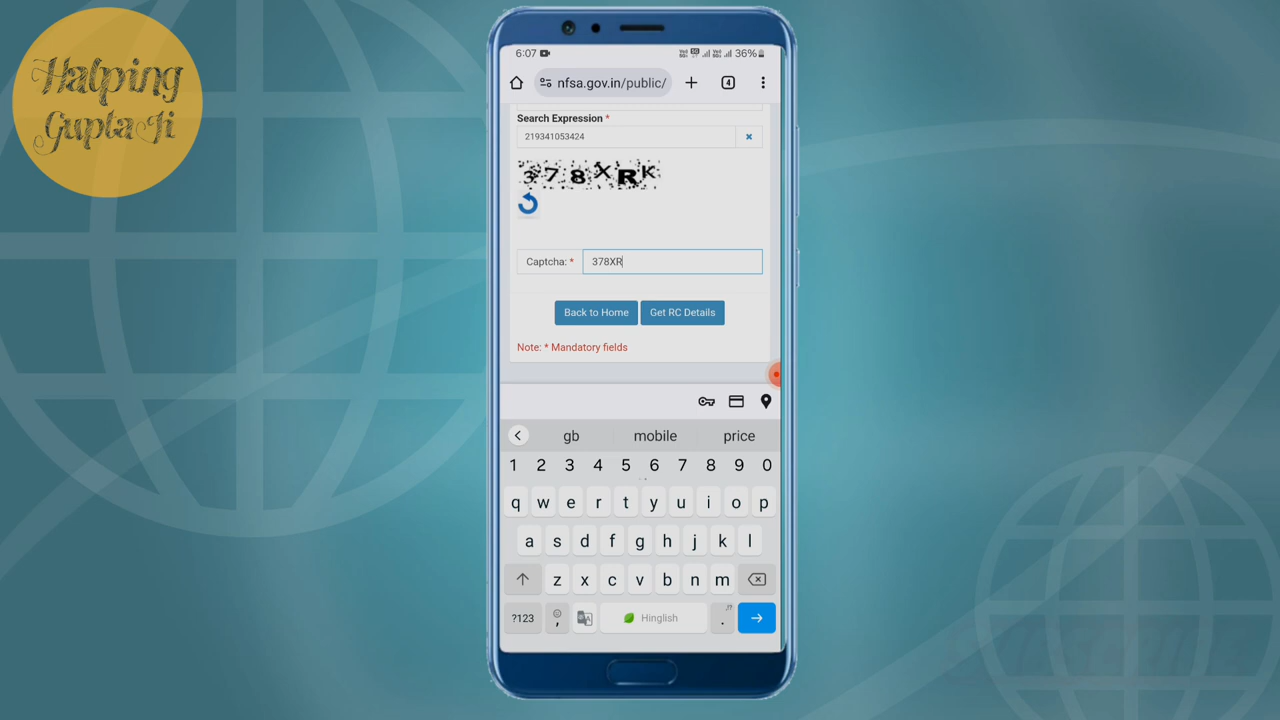 Halping
Gupta Ji
6:07
36%
nfsa.gov.in/public/
4
Search Expression *
219341053424
378XRK
Captcha: *
378XR
Back to Home
Get RC Details
Note: * Mandatory fields
gb mobile price
1 2 3 4 5 6 7 8 9 0
q w e r t y u i o p
a s d f g h j k l
z x c v b n m
?123 , Hinglish .